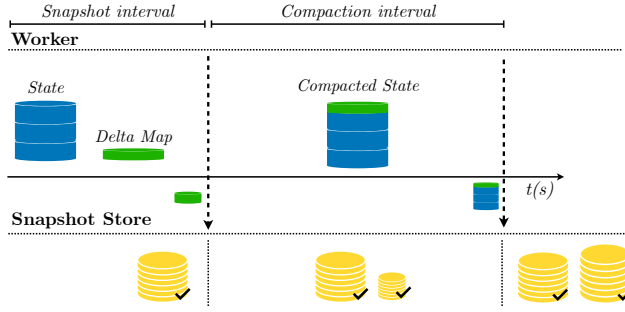 Snapshot interval
Compaction interval
Worker
State
Compacted State
Delta Map
t(s)
Snapshot Store